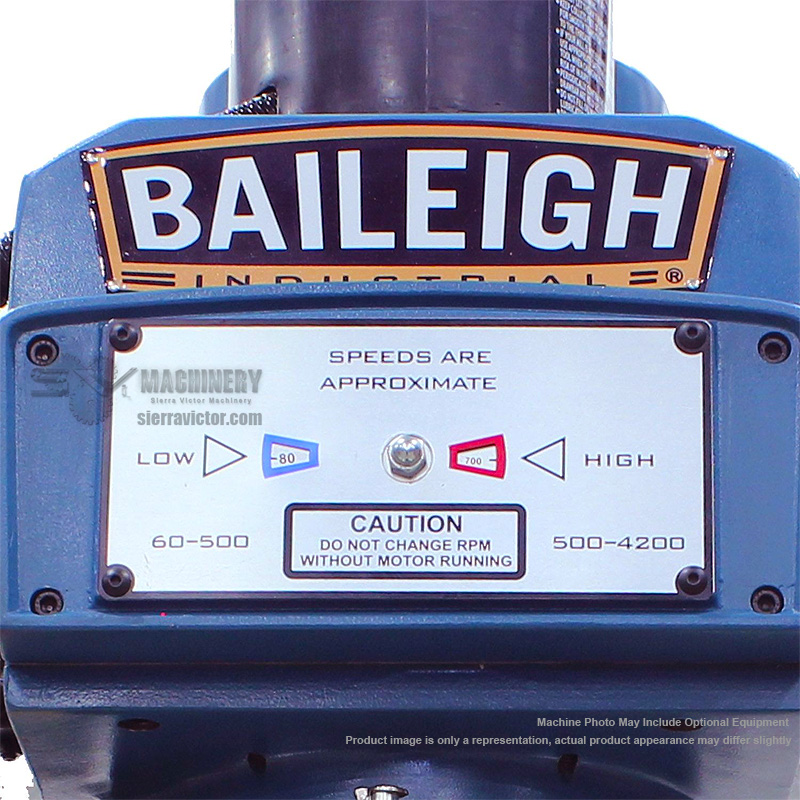 BAILEIGH
INDUSTRIAL ®
SPEEDS ARE
APPROXIMATE
MACHINERY
Sierra Victor Machinery
sierravictor.com
LOW 80 700 HIGH
60-500 500-4200
CAUTION
DO NOT CHANGE RPM
WITHOUT MOTOR RUNNING
Machine Photo May Include Optional Equipment
Product image is only a representation, actual product appearance may differ slightly